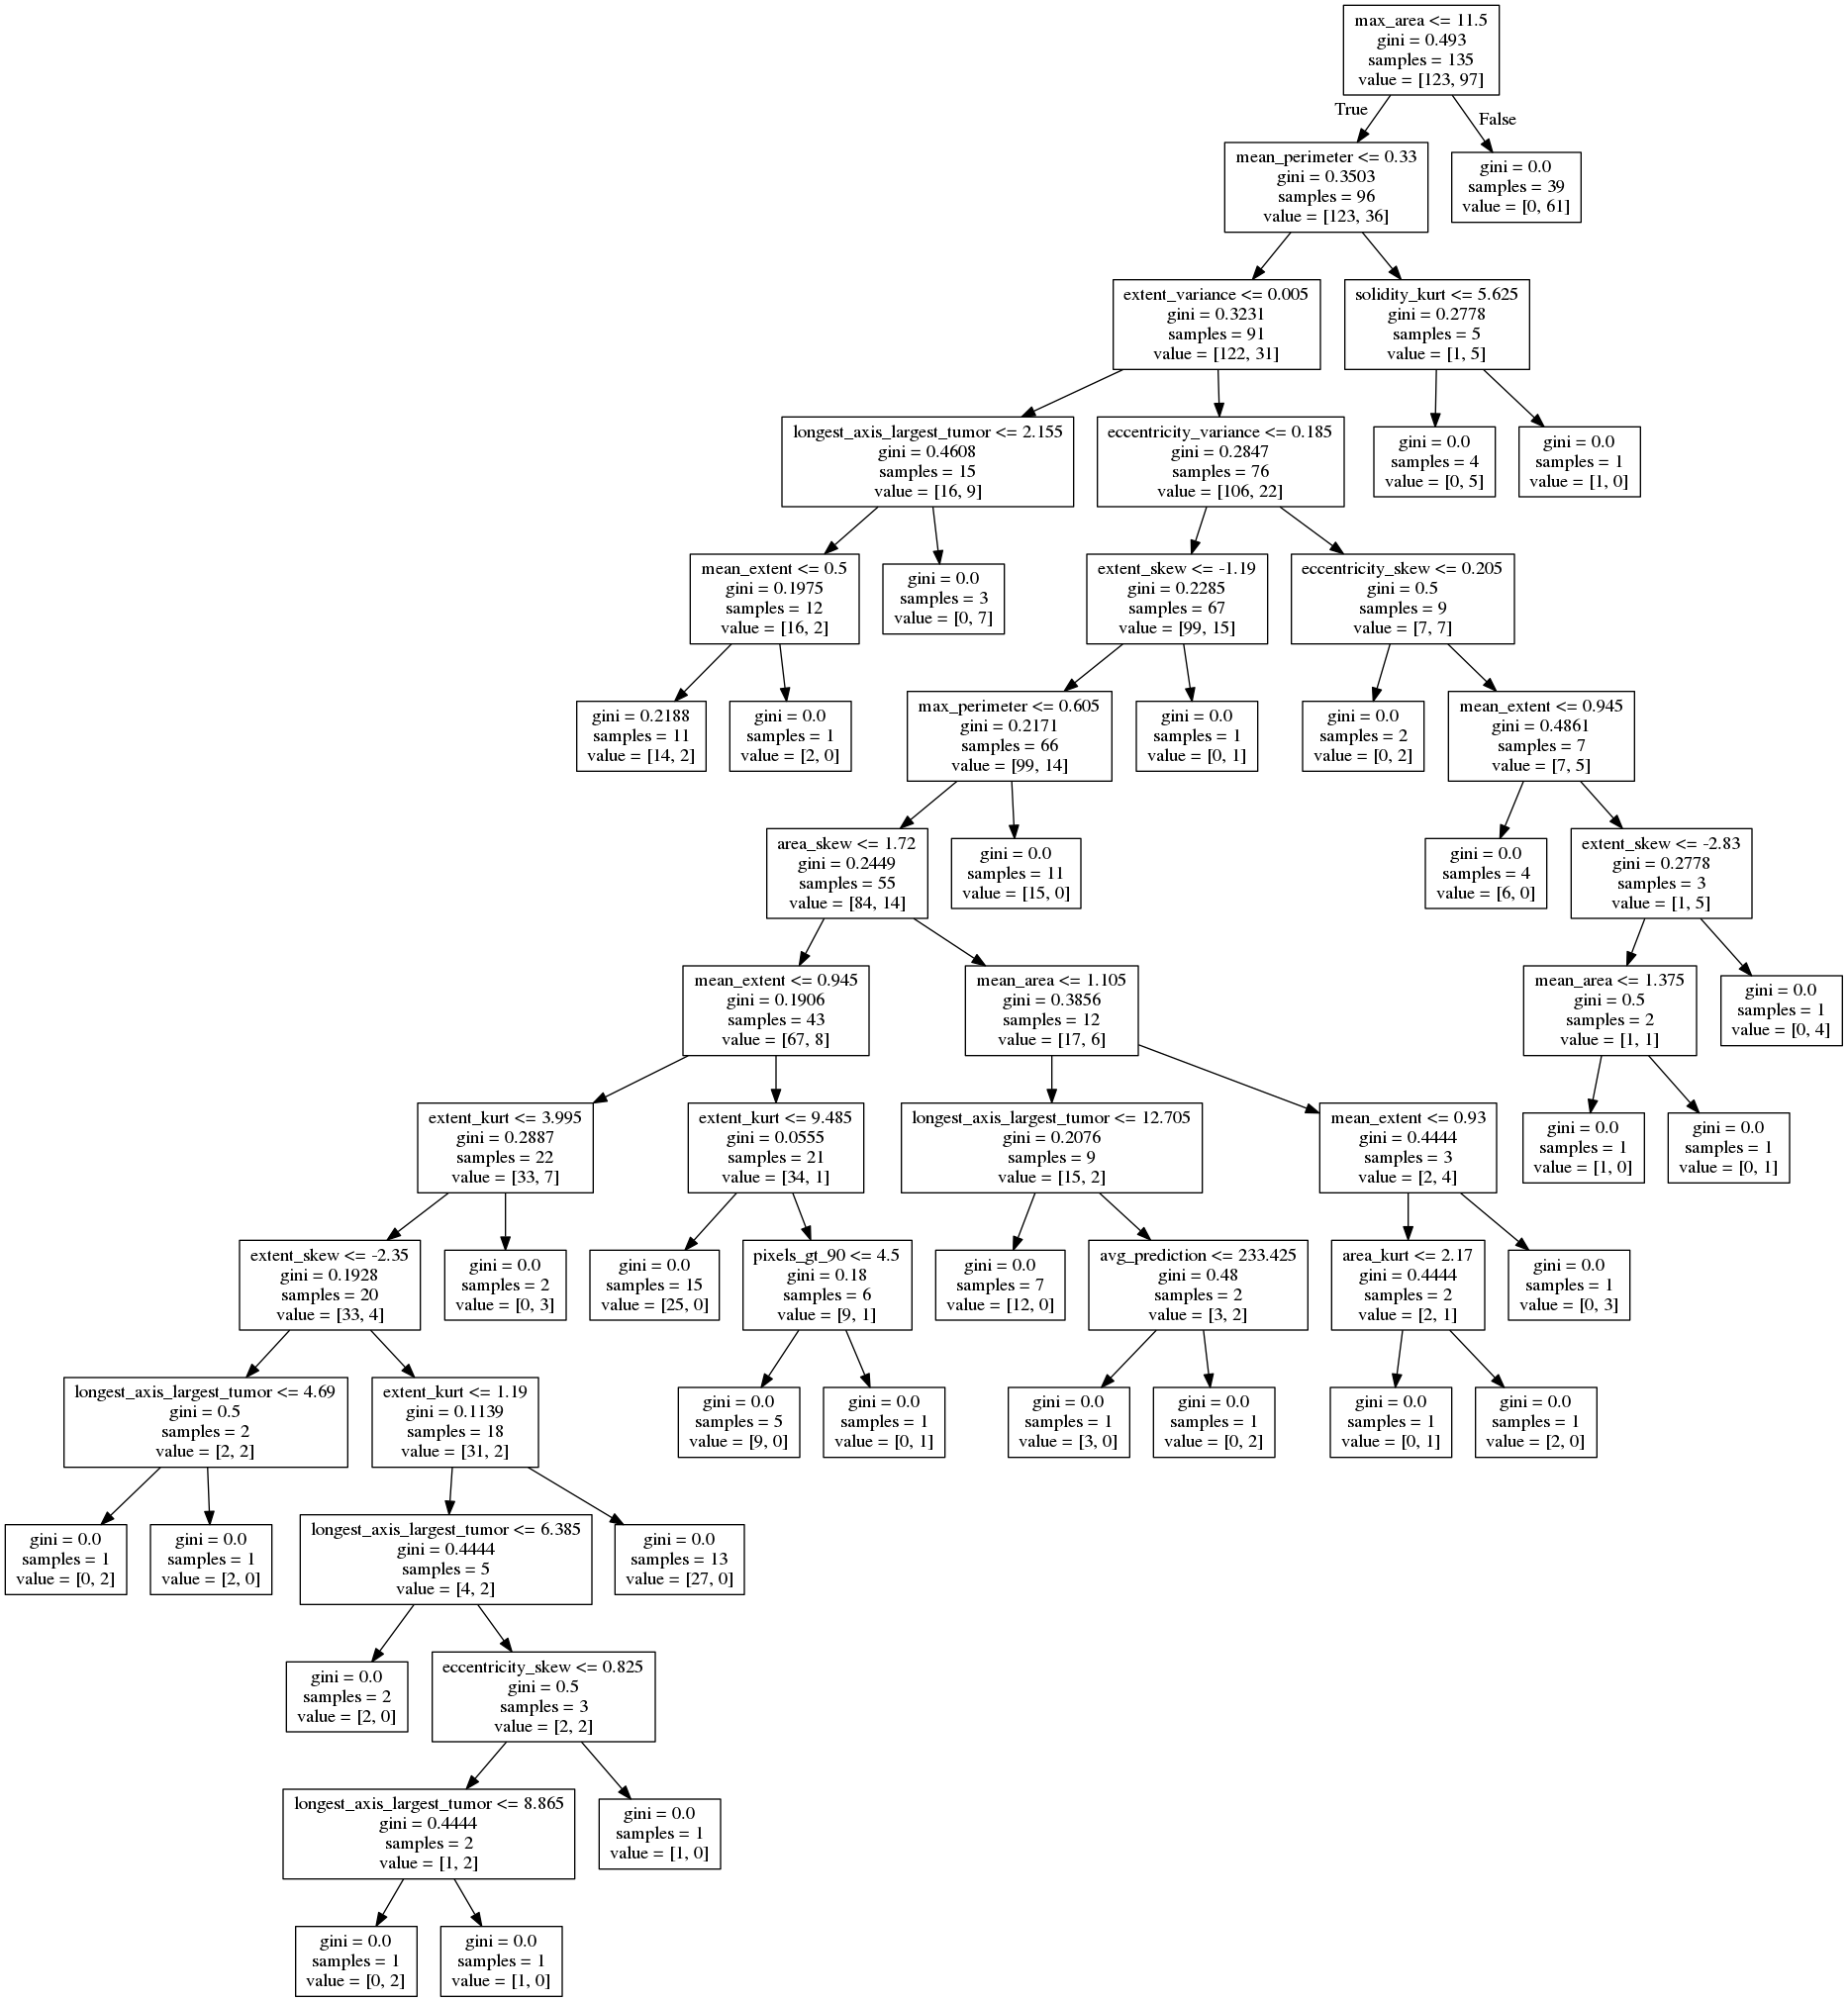 max_area <= 11.5
gini = 0.493
samples = 135
value = [123, 97]
True
False
mean_perimeter <= 0.33
gini = 0.3503
samples = 96
value = [123, 36]
gini = 0.0
samples = 39
value = [0, 61]
extent_variance <= 0.005
gini = 0.3231
samples = 91
value = [122, 31]
solidity_kurt <= 5.625
gini = 0.2778
samples = 5
value = [1, 5]
longest_axis_largest_tumor <= 2.155
gini = 0.4608
samples = 15
value = [16, 9]
eccentricity_variance <= 0.185
gini = 0.2847
samples = 76
value = [106, 22]
gini = 0.0
samples = 4
value = [0, 5]
gini = 0.0
samples = 1
value = [1, 0]
mean_extent <= 0.5
gini = 0.1975
samples = 12
value = [16, 2]
gini = 0.0
samples = 3
value = [0, 7]
extent_skew <= -1.19
gini = 0.2285
samples = 67
value = [99, 15]
eccentricity_skew <= 0.205
gini = 0.5
samples = 9
value = [7, 7]
gini = 0.2188
samples = 11
value = [14, 2]
gini = 0.0
samples = 1
value = [2, 0]
max_perimeter <= 0.605
gini = 0.2171
samples = 66
value = [99, 14]
gini = 0.0
samples = 1
value = [0, 1]
gini = 0.0
samples = 2
value = [0, 2]
mean_extent <= 0.945
gini = 0.4861
samples = 7
value = [7, 5]
area_skew <= 1.72
gini = 0.2449
samples = 55
value = [84, 14]
gini = 0.0
samples = 11
value = [15, 0]
gini = 0.0
samples = 4
value = [6, 0]
extent_skew <= -2.83
gini = 0.2778
samples = 3
value = [1, 5]
mean_extent <= 0.945
gini = 0.1906
samples = 43
value = [67, 8]
mean_area <= 1.105
gini = 0.3856
samples = 12
value = [17, 6]
mean_area <= 1.375
gini = 0.5
samples = 2
value = [1, 1]
gini = 0.0
samples = 1
value = [0, 4]
extent_kurt <= 3.995
gini = 0.2887
samples = 22
value = [33, 7]
extent_kurt <= 9.485
gini = 0.0555
samples = 21
value = [34, 1]
longest_axis_largest_tumor <= 12.705
gini = 0.2076
samples = 9
value = [15, 2]
mean_extent <= 0.93
gini = 0.4444
samples = 3
value = [2, 4]
gini = 0.0
samples = 1
value = [1, 0]
gini = 0.0
samples = 1
value = [0, 1]
extent_skew <= -2.35
gini = 0.1928
samples = 20
value = [33, 4]
gini = 0.0
samples = 2
value = [0, 3]
gini = 0.0
samples = 15
value = [25, 0]
pixels_gt_90 <= 4.5
gini = 0.18
samples = 6
value = [9, 1]
gini = 0.0
samples = 7
value = [12, 0]
avg_prediction <= 233.425
gini = 0.48
samples = 2
value = [3, 2]
area_kurt <= 2.17
gini = 0.4444
samples = 2
value = [2, 1]
gini = 0.0
samples = 1
value = [0, 3]
longest_axis_largest_tumor <= 4.69
gini = 0.5
samples = 2
value = [2, 2]
extent_kurt <= 1.19
gini = 0.1139
samples = 18
value = [31, 2]
gini = 0.0
samples = 5
value = [9, 0]
gini = 0.0
samples = 1
value = [0, 1]
gini = 0.0
samples = 1
value = [3, 0]
gini = 0.0
samples = 1
value = [0, 2]
gini = 0.0
samples = 1
value = [0, 1]
gini = 0.0
samples = 1
value = [2, 0]
gini = 0.0
samples = 1
value = [0, 2]
gini = 0.0
samples = 1
value = [2, 0]
longest_axis_largest_tumor <= 6.385
gini = 0.4444
samples = 5
value = [4, 2]
gini = 0.0
samples = 13
value = [27, 0]
gini = 0.0
samples = 2
value = [2, 0]
eccentricity_skew <= 0.825
gini = 0.5
samples = 3
value = [2, 2]
longest_axis_largest_tumor <= 8.865
gini = 0.4444
samples = 2
value = [1, 2]
gini = 0.0
samples = 1
value = [1, 0]
gini = 0.0
samples = 1
value = [0, 2]
gini = 0.0
samples = 1
value = [1, 0]